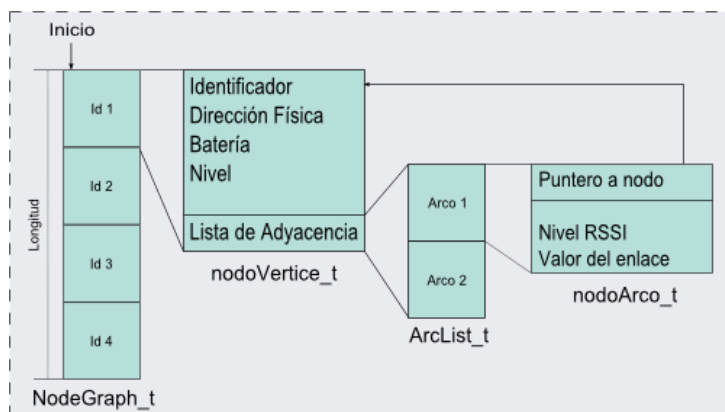 Inicio
Longitud
Id 1
Id 2
Id 3
Id 4
NodeGraph_t
Identificador
Dirección Física
Batería
Nivel
Lista de Adyacencia
nodoVertice_t
Arco 1
Arco 2
ArcList_t
Puntero a nodo
Nivel RSSI
Valor del enlace
nodoArco_t